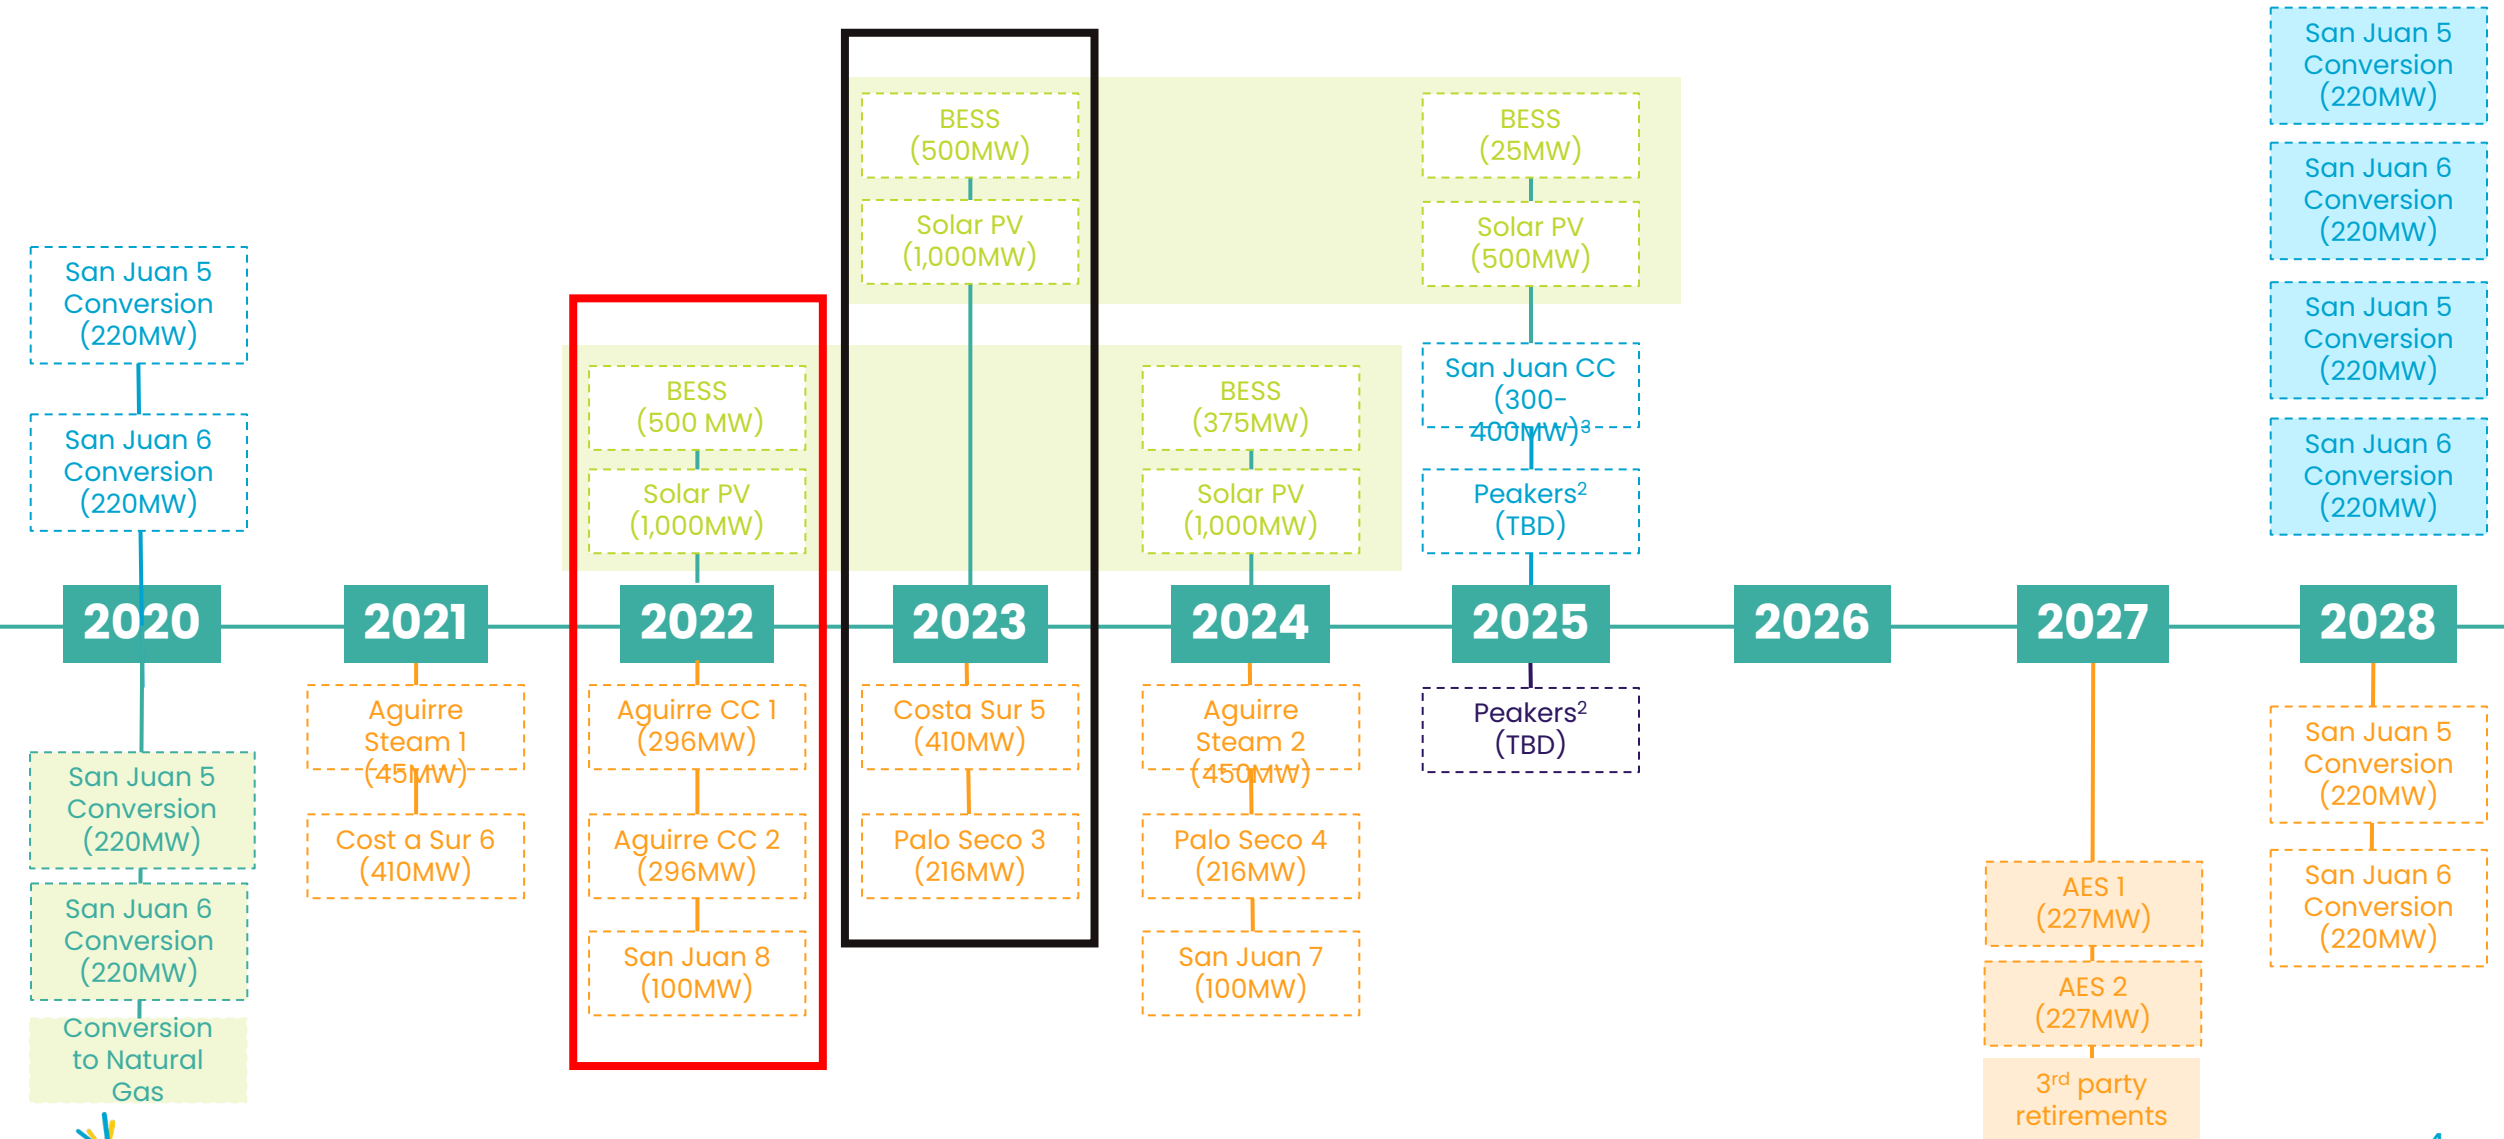 San Juan 5
Conversion
(220MW)
San Juan 6
Conversion
(220MW)
2020
San Juan 5
Conversion
(220MW)
San Juan 6
Conversion
(220MW)
Conversion
to Natural
Gas
2021
Aguirre
Steam 1
(45MW)
Cost a Sur 6
(410MW)
BESS
(500 MW)
Solar PV
(1,000MW)
2022
Aguirre CC 1
(296MW)
Aguirre CC 2
(296MW)
San Juan 8
(100MW)
BESS
(500MW)
Solar PV
(1,000MW)
2023
Costa Sur 5
(410MW)
Palo Seco 3
(216MW)
BESS
(375MW)
Solar PV
(1,000MW)
2024
Aguirre
Steam 2
(450MW)
Palo Seco 4
(216MW)
San Juan 7
(100MW)
BESS
(25MW)
Solar PV
(500MW)
San Juan CC
(300-
400MW)³
Peakers²
(TBD)
2025
Peakers²
(TBD)
2026
2027
AES 1
(227MW)
AES 2
(227MW)
3rd party
retirements
San Juan 5
Conversion
(220MW)
San Juan 6
Conversion
(220MW)
San Juan 5
Conversion
(220MW)
San Juan 6
Conversion
(220MW)
2028
San Juan 5
Conversion
(220MW)
San Juan 6
Conversion
(220MW)